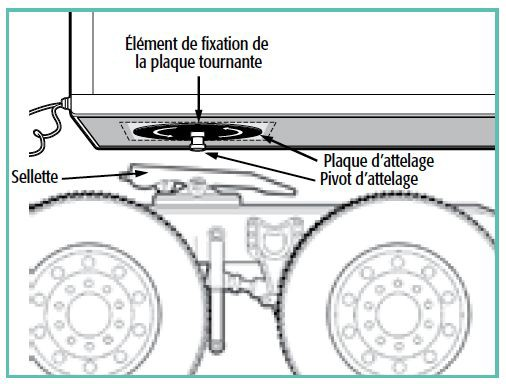 Élément de fixation de
la plaque tournante
Plaque d'attelage
Pivot d'attelage
Sellette